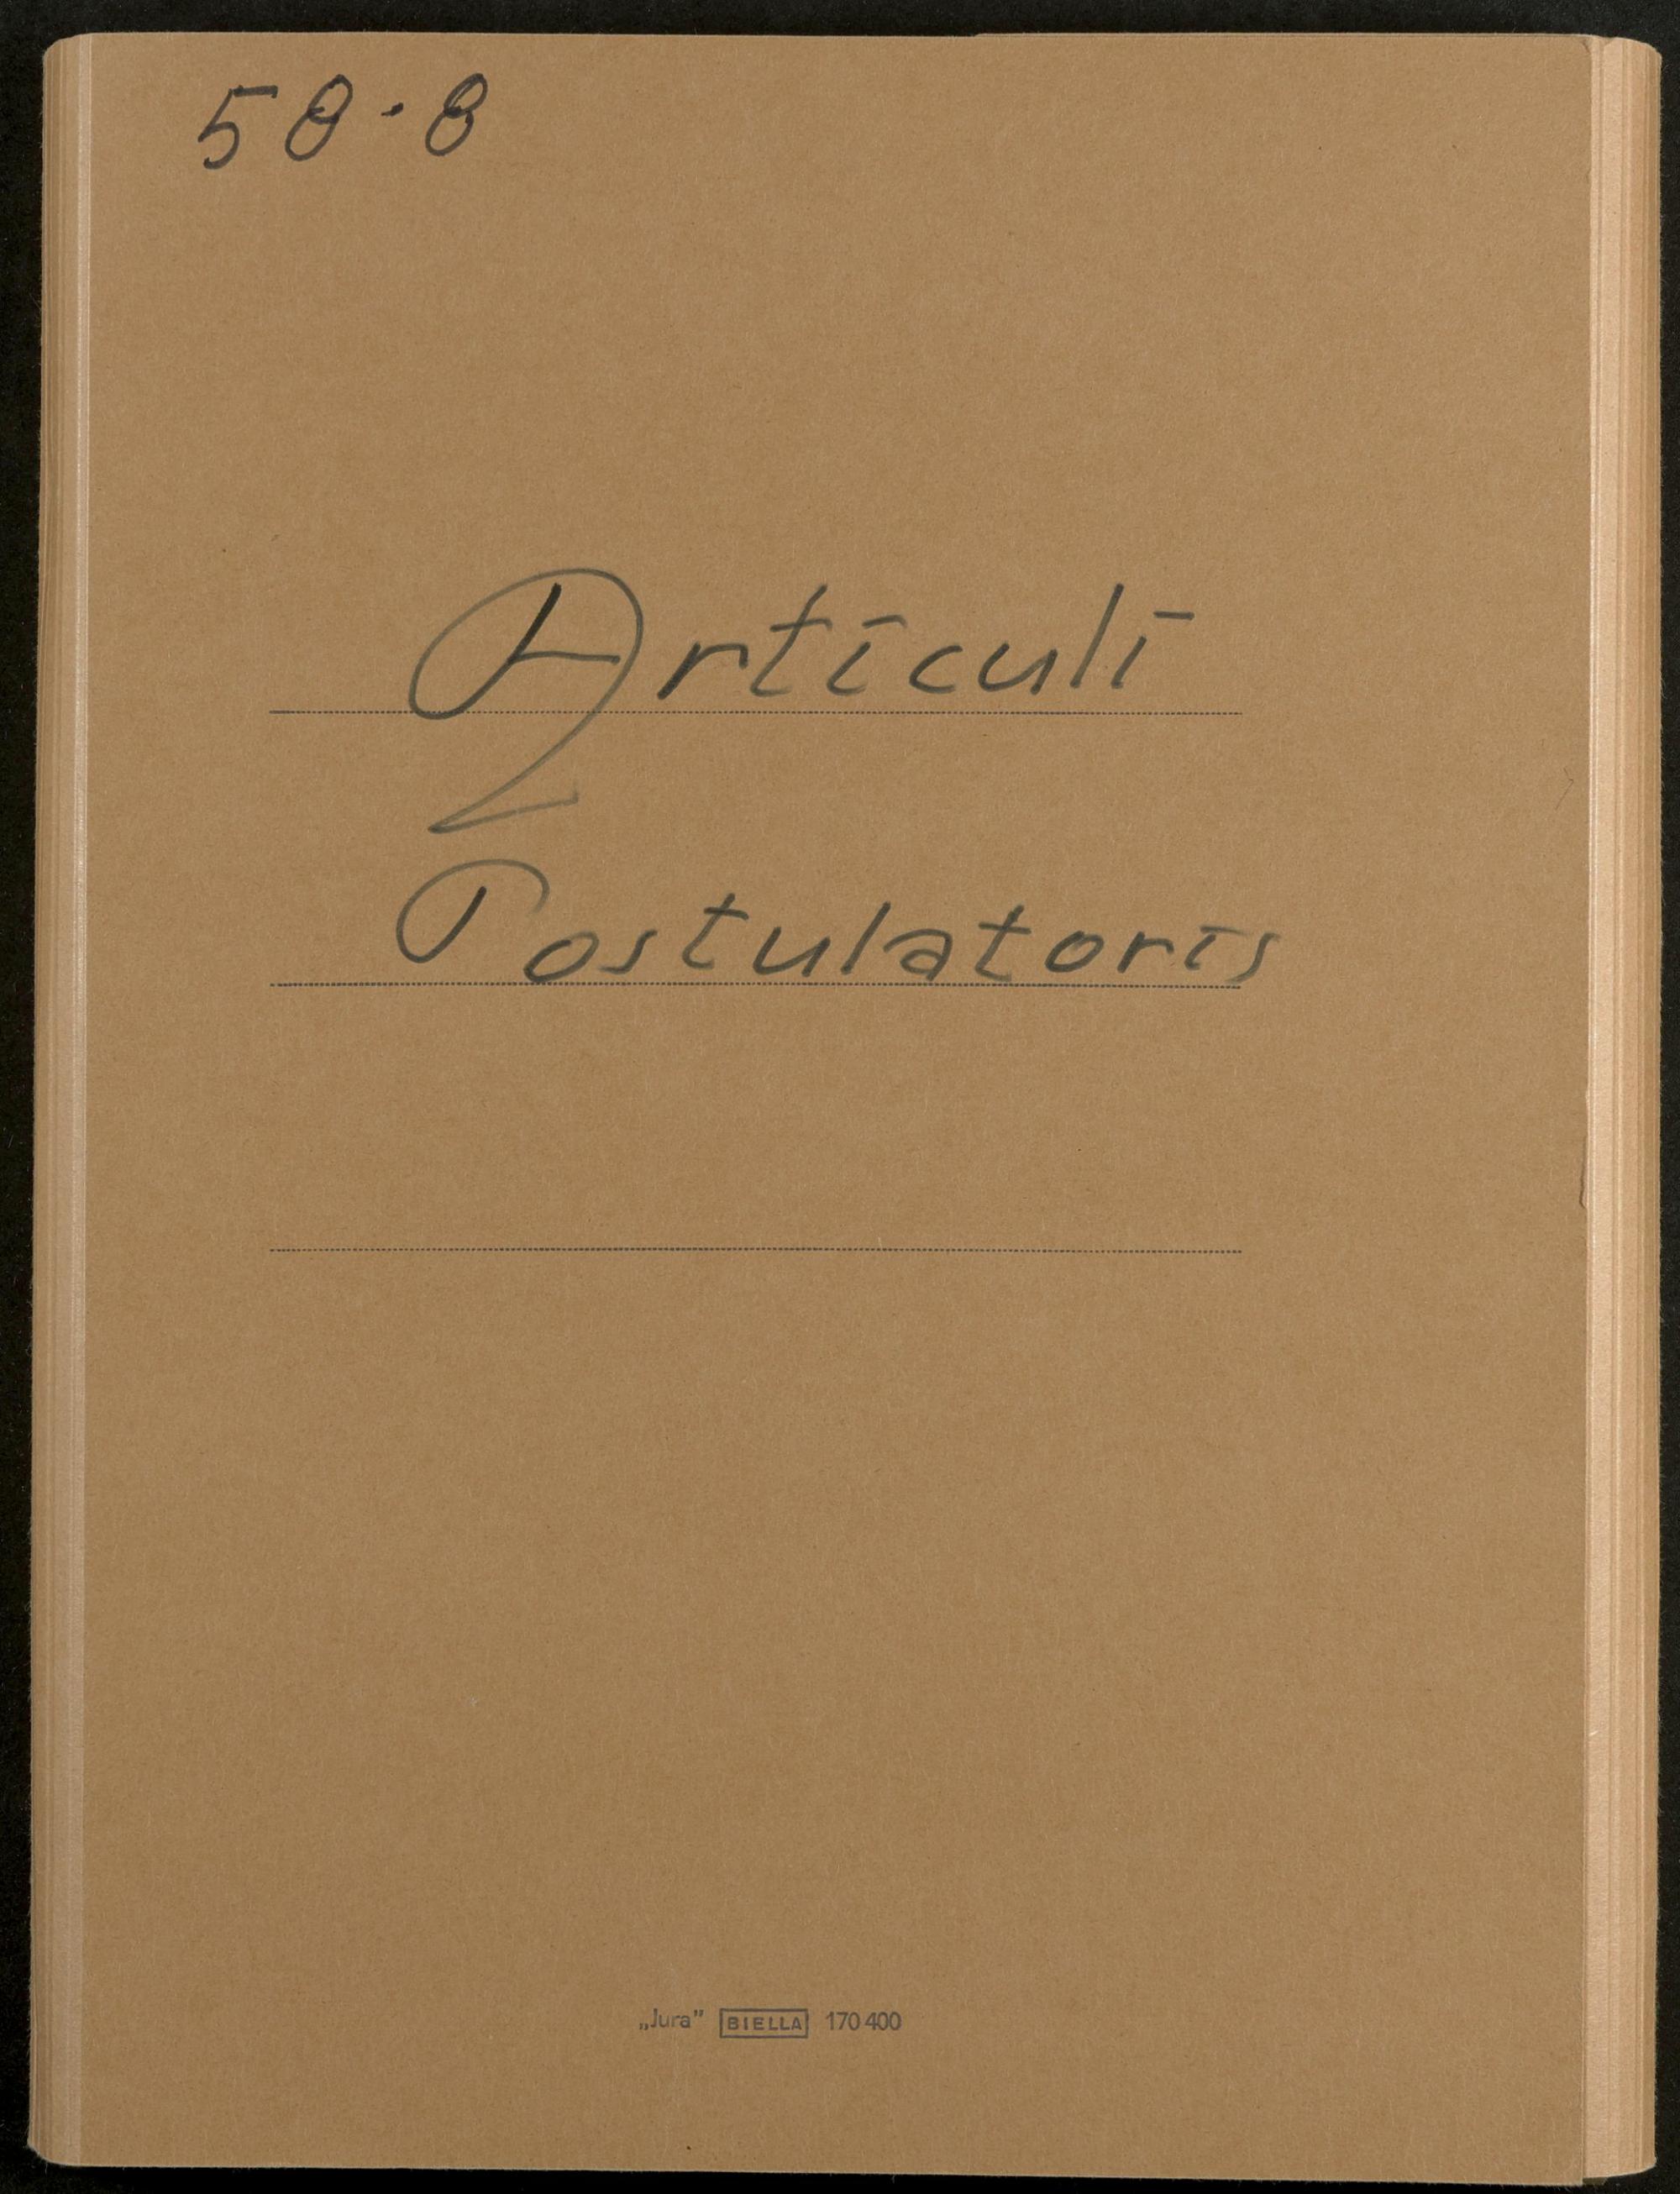 58.8
Articuli
Postulatoris
„Jura" BIELLA 170 400